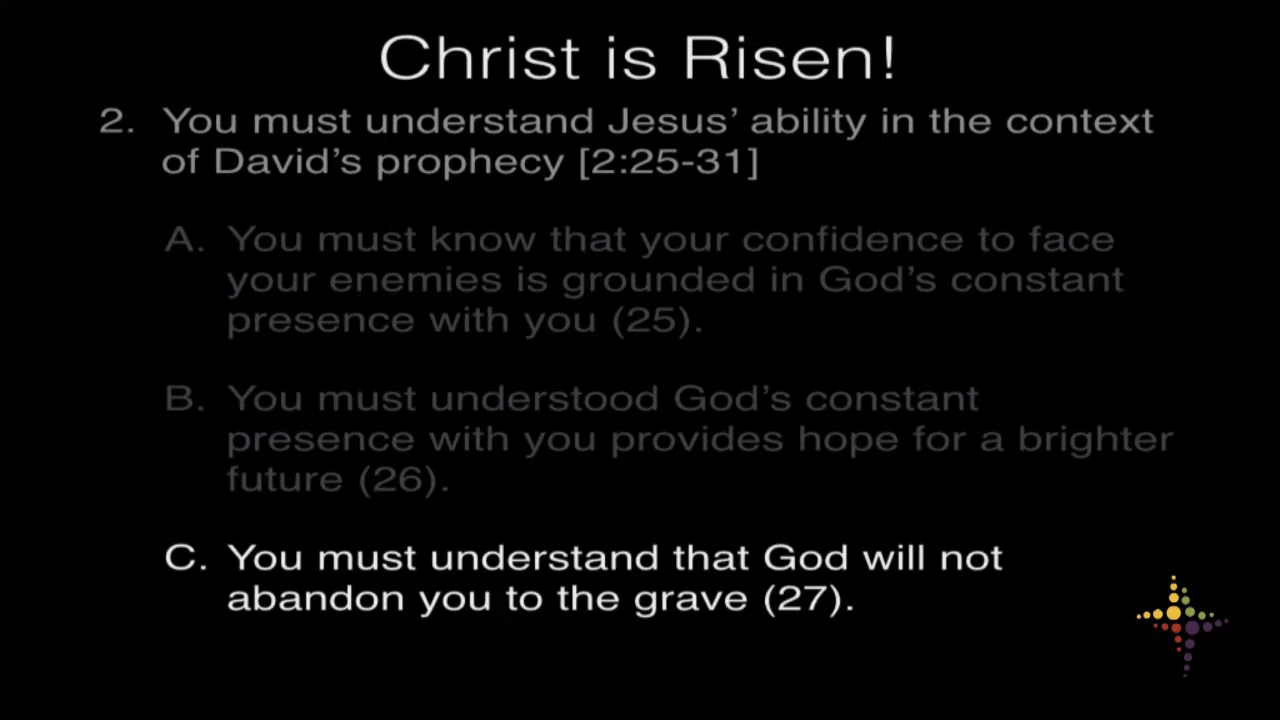 Christ is Risen!
2. You must understand Jesus’ ability in the context
of David’s prophecy [2:25-31]
A. You must know that your confidence to face
your enemies is grounded in God’s constant
presence with you (25).
B. You must understood God’s constant
presence with you provides hope for a brighter
future (26).
C. You must understand that God will not
abandon you to the grave (27).